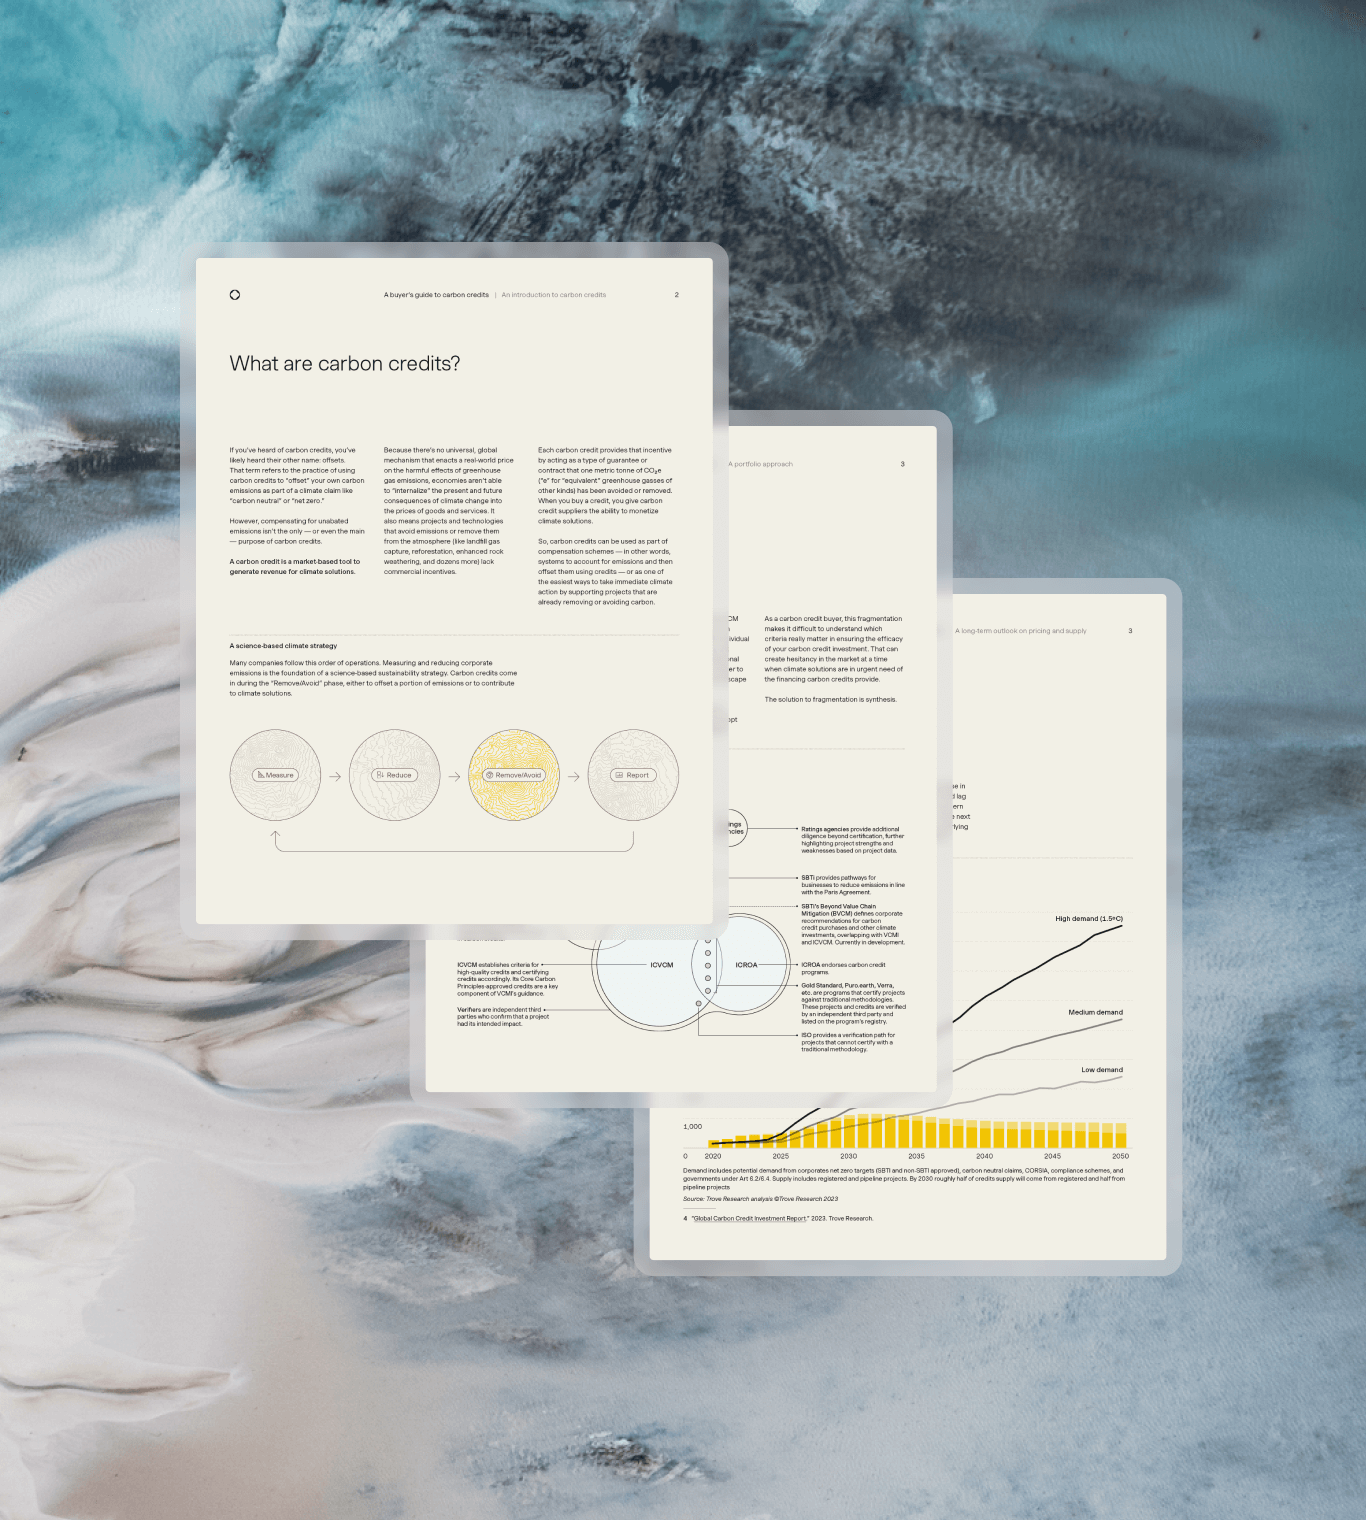 A buyer's guide to carbon credits | An introduction to carbon credits 2
What are carbon credits?
If you've heard of carbon credits, you've
likely heard their other name: offsets.
That term refers to the practice of using
carbon credits to "offset" your own carbon
emissions as part of a climate claim like
"carbon neutral" or "net zero."
However, compensating for unabated
emissions isn't the only — or even the main
— purpose of carbon credits.
A carbon credit is a market-based tool to
generate revenue for climate solutions.
Because there's no universal, global
mechanism that enacts a real-world price
on the harmful effects of greenhouse
gas emissions, economies aren't able
to "internalize" the present and future
consequences of climate change into
the prices of goods and services. It
also means projects and technologies
that avoid emissions or remove them
from the atmosphere (like landfill gas
capture, reforestation, enhanced rock
weathering, and dozens more) lack
commercial incentives.
Each carbon credit provides that incentive
by acting as a type of guarantee or
contract that one metric tonne of CO₂e
("e" for "equivalent" greenhouse gasses of
other kinds) has been avoided or removed.
When you buy a credit, you give carbon
credit suppliers the ability to monetize
climate solutions.
So, carbon credits can be used as part of
compensation schemes — in other words,
systems to account for emissions and then
offset them using credits — or as one of
the easiest ways to take immediate climate
action by supporting projects that are
already removing or avoiding carbon.
A science-based climate strategy
Many companies follow this order of operations. Measuring and reducing corporate
emissions is the foundation of a science-based sustainability strategy. Carbon credits come
in during the "Remove/Avoid" phase, either to offset a portion of emissions or to contribute
to climate solutions.
Measure
Reduce
Remove/Avoid
Report
A portfolio approach 3
CM
ividual
onal
er to
scape
opt
As a carbon credit buyer, this fragmentation
makes it difficult to understand which
criteria really matter in ensuring the efficacy
of your carbon credit investment. That can
create hesitancy in the market at a time
when climate solutions are in urgent need of
the financing carbon credits provide.
The solution to fragmentation is synthesis.
ings
ncies
Ratings agencies provide additional
diligence beyond certification, further
highlighting project strengths and
weaknesses based on project data.
SBTi provides pathways for
businesses to reduce emissions in line
with the Paris Agreement.
SBTi's Beyond Value Chain
Mitigation (BVCM) defines corporate
recommendations for carbon
credit purchases and other climate
investments, overlapping with VCMI
and ICVCM. Currently in development.
ICVCM establishes criteria for
high-quality credits and certifying
credits accordingly. Its Core Carbon
Principles-approved credits are a key
component of VCMI's guidance.
Verifiers are independent third
parties who confirm that a project
had its intended impact.
ICVCM
ICROA
ICROA endorses carbon credit
programs.
Gold Standard, Puro.earth, Verra,
etc. are programs that certify projects
against traditional methodologies.
These projects and credits are verified
by an independent third party and
listed on the program's registry.
ISO provides a verification path for
projects that cannot certify with a
traditional methodology.
A long-term outlook on pricing and supply 3
se in
d lag
ern
e next
rlying
High demand (1.5ºC)
Medium demand
Low demand
1,000
0 2020 2025 2030 2035 2040 2045 2050
Demand includes potential demand from corporates net zero targets (SBTI and non-SBTI approved), carbon neutral claims, CORSIA, compliance schemes, and
governments under Art 6.2/6.4. Supply includes registered and pipeline projects. By 2030 roughly half of credits supply will come from registered and half from
pipeline projects
Source: Trove Research analysis ©Trove Research 2023
4 "Global Carbon Credit Investment Report." 2023. Trove Research.